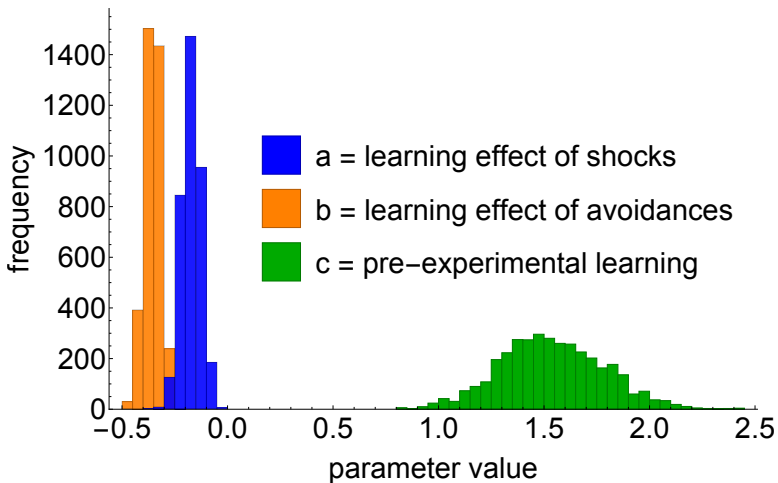 1400
1200
1000
800
600
400
200
0
frequency
a = learning effect of shocks
b = learning effect of avoidances
c = pre−experimental learning
−0.5 0.0 0.5 1.0 1.5 2.0 2.5
parameter value